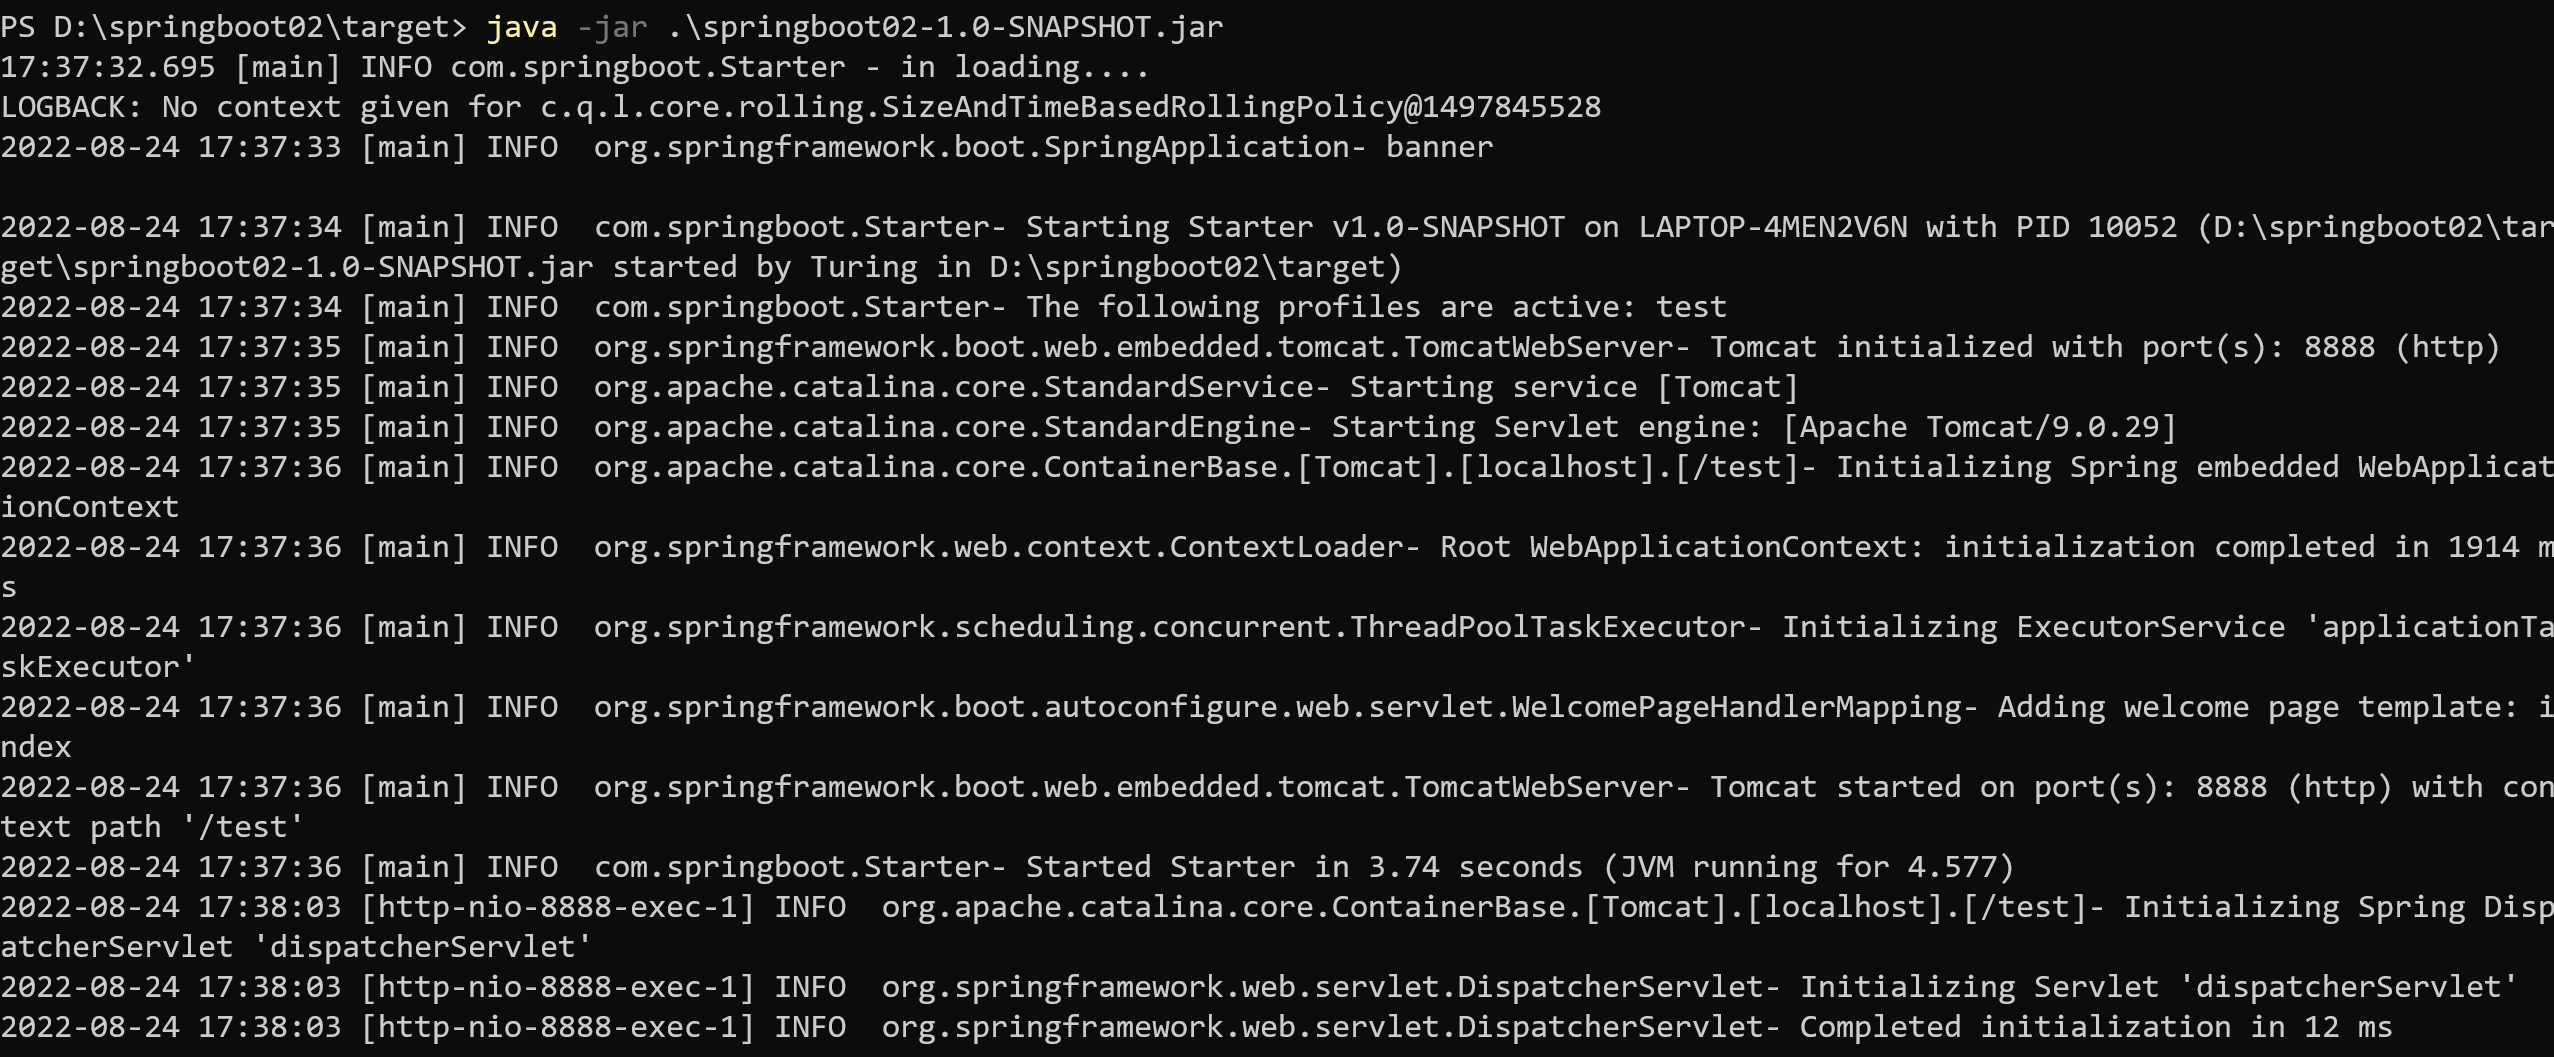 PS D:\springboot02\target> java -jar .\springboot02-1.0-SNAPSHOT.jar
17:37:32.695 [main] INFO com.springboot.Starter - in loading....
LOGBACK: No context given for c.q.l.core.rolling.SizeAndTimeBasedRollingPolicy@1497845528
2022-08-24 17:37:33 [main] INFO  org.springframework.boot.SpringApplication- banner
2022-08-24 17:37:34 [main] INFO  com.springboot.Starter- Starting Starter v1.0-SNAPSHOT on LAPTOP-4MEN2V6N with PID 10052 (D:\springboot02\tar
get\springboot02-1.0-SNAPSHOT.jar started by Turing in D:\springboot02\target)
2022-08-24 17:37:34 [main] INFO  com.springboot.Starter- The following profiles are active: test
2022-08-24 17:37:35 [main] INFO  org.springframework.boot.web.embedded.tomcat.TomcatWebServer- Tomcat initialized with port(s): 8888 (http)
2022-08-24 17:37:35 [main] INFO  org.apache.catalina.core.StandardService- Starting service [Tomcat]
2022-08-24 17:37:35 [main] INFO  org.apache.catalina.core.StandardEngine- Starting Servlet engine: [Apache Tomcat/9.0.29]
2022-08-24 17:37:36 [main] INFO  org.apache.catalina.core.ContainerBase.[Tomcat].[localhost].[/test]- Initializing Spring embedded WebApplicat
ionContext
2022-08-24 17:37:36 [main] INFO  org.springframework.web.context.ContextLoader- Root WebApplicationContext: initialization completed in 1914 m
s
2022-08-24 17:37:36 [main] INFO  org.springframework.scheduling.concurrent.ThreadPoolTaskExecutor- Initializing ExecutorService 'applicationTa
skExecutor'
2022-08-24 17:37:36 [main] INFO  org.springframework.boot.autoconfigure.web.servlet.WelcomePageHandlerMapping- Adding welcome page template: i
ndex
2022-08-24 17:37:36 [main] INFO  org.springframework.boot.web.embedded.tomcat.TomcatWebServer- Tomcat started on port(s): 8888 (http) with con
text path '/test'
2022-08-24 17:37:36 [main] INFO  com.springboot.Starter- Started Starter in 3.74 seconds (JVM running for 4.577)
2022-08-24 17:38:03 [http-nio-8888-exec-1] INFO  org.apache.catalina.core.ContainerBase.[Tomcat].[localhost].[/test]- Initializing Spring Disp
atcherServlet 'dispatcherServlet'
2022-08-24 17:38:03 [http-nio-8888-exec-1] INFO  org.springframework.web.servlet.DispatcherServlet- Initializing Servlet 'dispatcherServlet'
2022-08-24 17:38:03 [http-nio-8888-exec-1] INFO  org.springframework.web.servlet.DispatcherServlet- Completed initialization in 12 ms